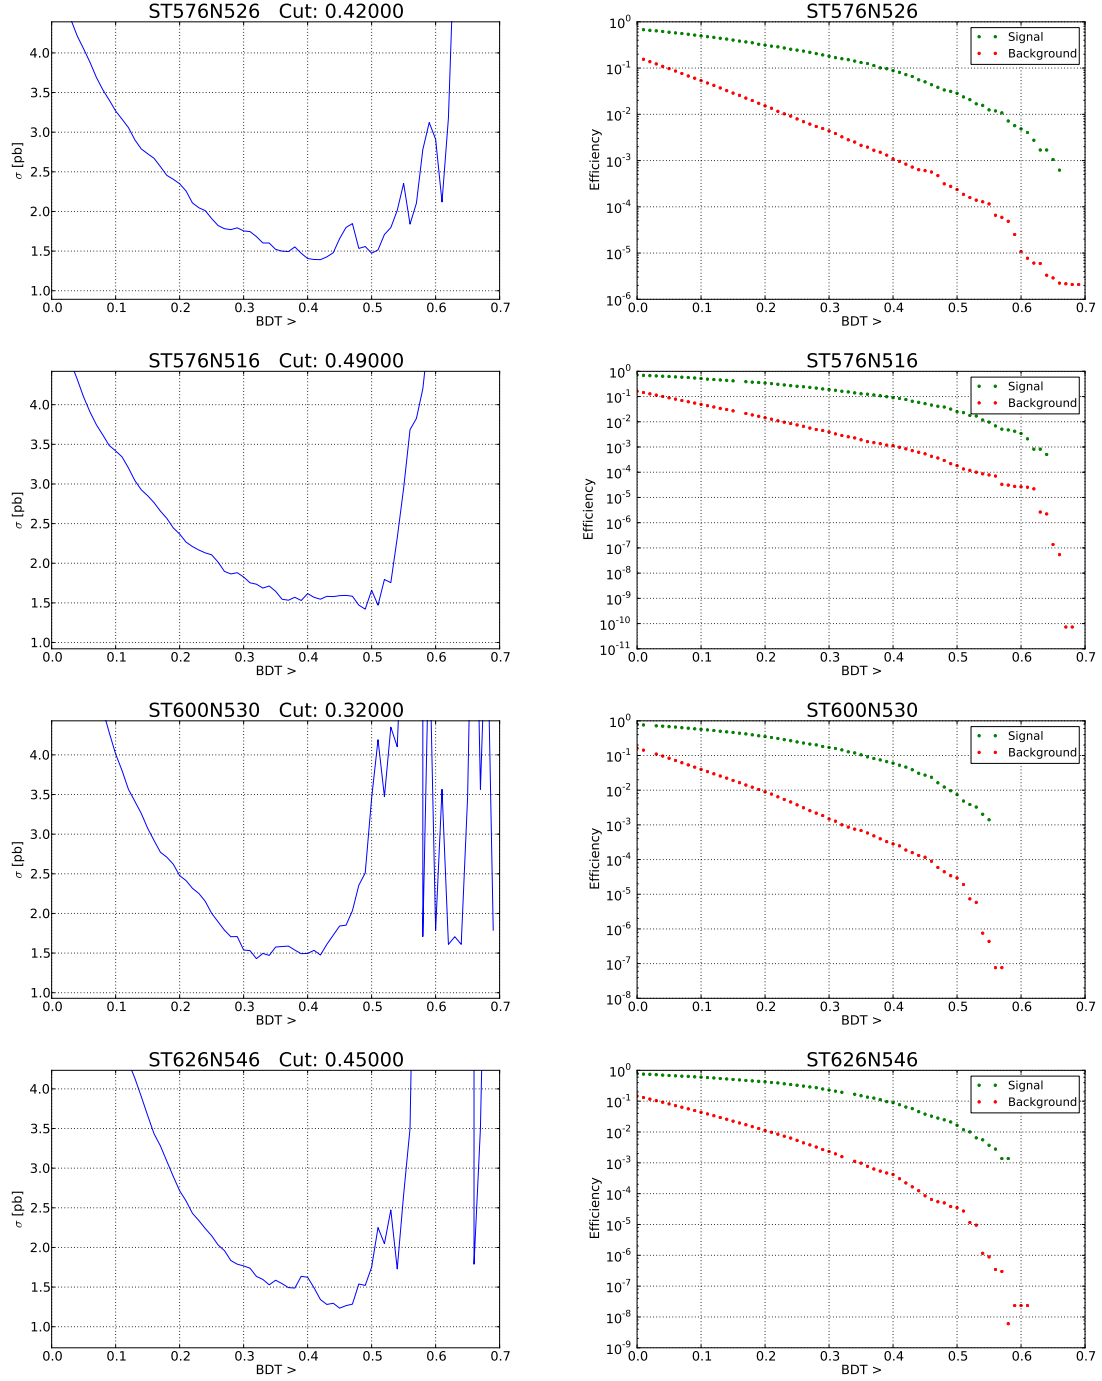 ST576N526 Cut: 0.42000
4.0
3.5
3.0
2.5
2.0
1.5
1.0
σ [pb]
0.0 0.1 0.2 0.3 0.4 0.5 0.6 0.7
BDT >
ST576N526
Signal
Background
10^0
10^-1
10^-2
10^-3
10^-4
10^-5
10^-6
Efficiency
0.0 0.1 0.2 0.3 0.4 0.5 0.6 0.7
BDT >
ST576N516 Cut: 0.49000
4.0
3.5
3.0
2.5
2.0
1.5
1.0
σ [pb]
0.0 0.1 0.2 0.3 0.4 0.5 0.6 0.7
BDT >
ST576N516
Signal
Background
10^0
10^-1
10^-2
10^-3
10^-4
10^-5
10^-6
10^-7
10^-8
10^-9
10^-10
10^-11
Efficiency
0.0 0.1 0.2 0.3 0.4 0.5 0.6 0.7
BDT >
ST600N530 Cut: 0.32000
4.0
3.5
3.0
2.5
2.0
1.5
1.0
σ [pb]
0.0 0.1 0.2 0.3 0.4 0.5 0.6 0.7
BDT >
ST600N530
Signal
Background
10^0
10^-1
10^-2
10^-3
10^-4
10^-5
10^-6
10^-7
10^-8
Efficiency
0.0 0.1 0.2 0.3 0.4 0.5 0.6 0.7
BDT >
ST626N546 Cut: 0.45000
4.0
3.5
3.0
2.5
2.0
1.5
1.0
σ [pb]
0.0 0.1 0.2 0.3 0.4 0.5 0.6 0.7
BDT >
ST626N546
Signal
Background
10^0
10^-1
10^-2
10^-3
10^-4
10^-5
10^-6
10^-7
10^-8
10^-9
Efficiency
0.0 0.1 0.2 0.3 0.4 0.5 0.6 0.7
BDT >